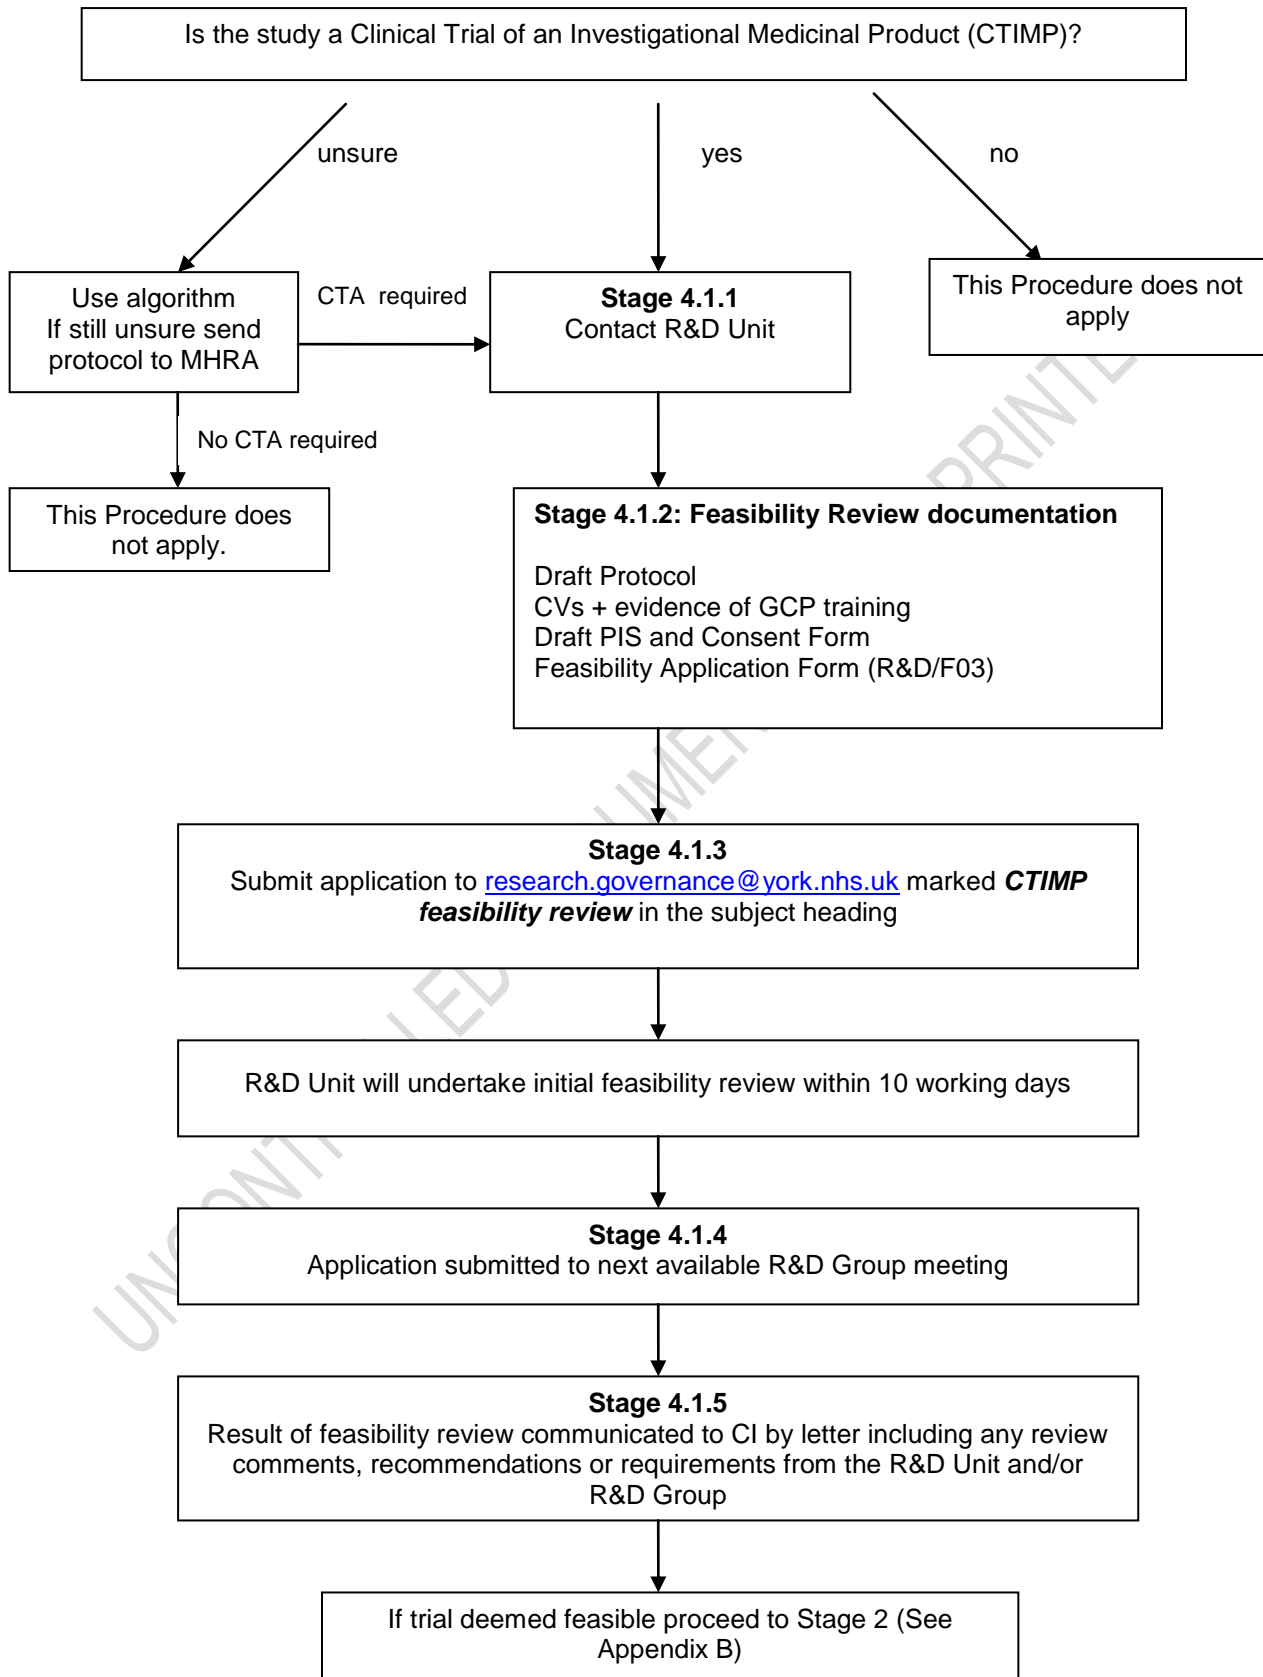 Is the study a Clinical Trial of an Investigational Medicinal Product (CTIMP)?
unsure
yes
no
Use algorithm
If still unsure send
protocol to MHRA
CTA required
Stage 4.1.1
Contact R&D Unit
This Procedure does not
apply
No CTA required
This Procedure does
not apply.
Stage 4.1.2: Feasibility Review documentation
Draft Protocol
CVs + evidence of GCP training
Draft PIS and Consent Form
Feasibility Application Form (R&D/F03)
Stage 4.1.3
Submit application to research.governance@york.nhs.uk marked CTIMP
feasibility review in the subject heading
R&D Unit will undertake initial feasibility review within 10 working days
Stage 4.1.4
Application submitted to next available R&D Group meeting
Stage 4.1.5
Result of feasibility review communicated to CI by letter including any review
comments, recommendations or requirements from the R&D Unit and/or
R&D Group
If trial deemed feasible proceed to Stage 2 (See
Appendix B)